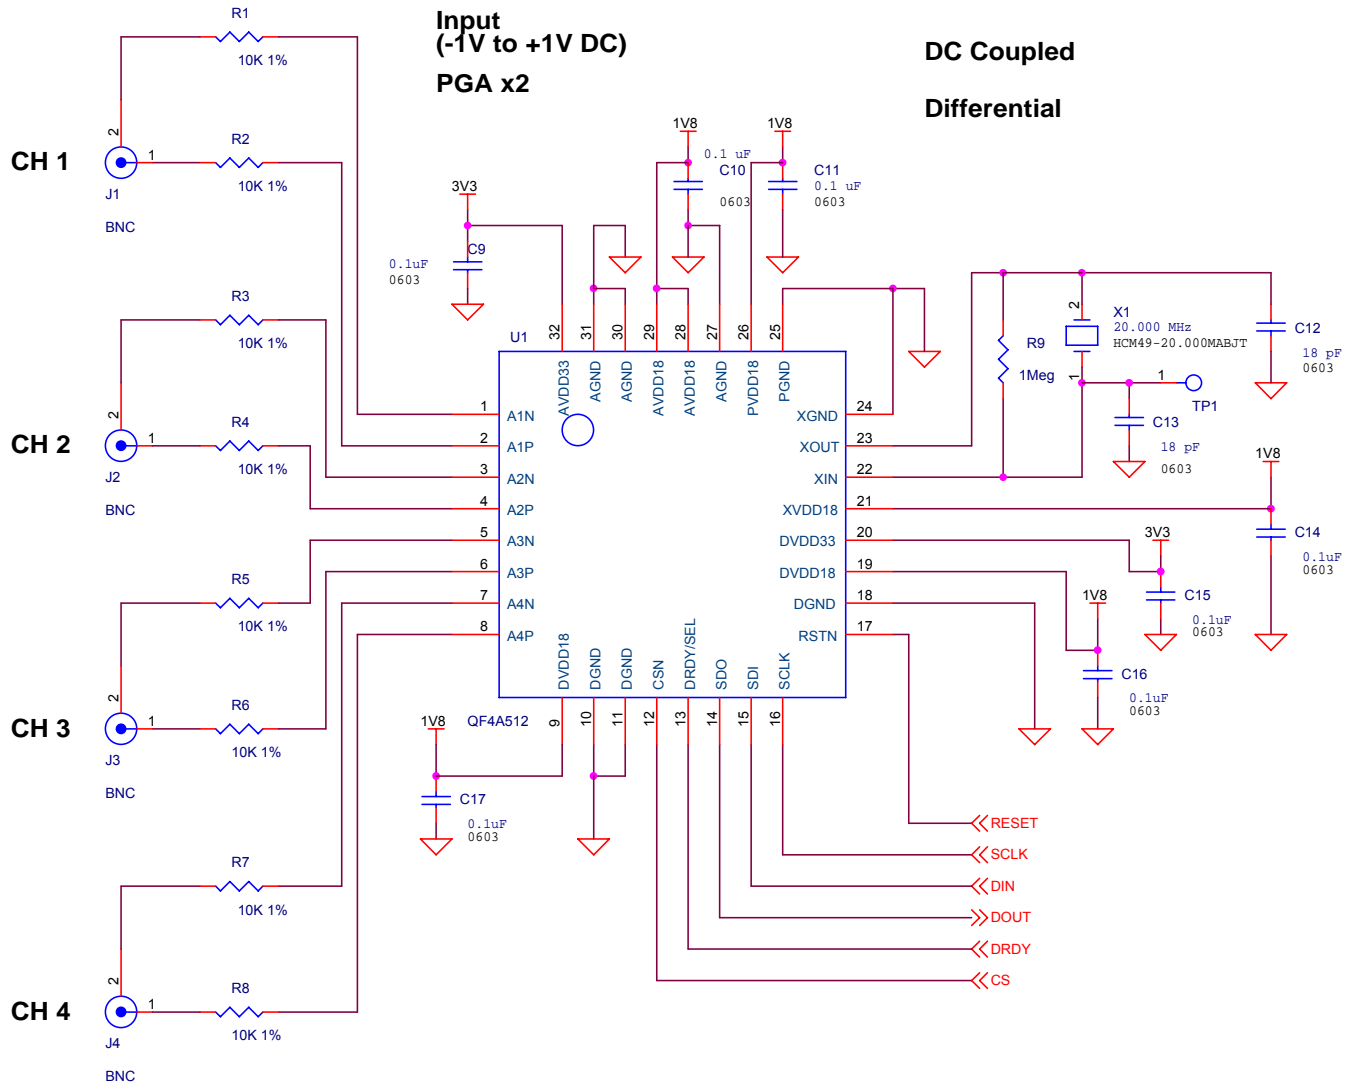 Input
(-1V to +1V DC)
PGA x2
DC Coupled
Differential
R1
10K 1%
2
1
CH 1
J1
BNC
R2
10K 1%
R3
10K 1%
2
1
CH 2
J2
BNC
R4
10K 1%
R5
10K 1%
2
1
CH 3
J3
BNC
R6
10K 1%
R7
10K 1%
2
1
CH 4
J4
BNC
R8
10K 1%
3V3
C9
0.1uF
0603
1V8
0.1 uF
C10
0603
1V8
C11
0.1 uF
0603
U1
QF4A512
32 31 30 29 28 27 26 25
AVDD33 AGND AGND AVDD18 AVDD18 AGND PVDD18 PGND
1 A1N
2 A1P
3 A2N
4 A2P
5 A3N
6 A3P
7 A4N
8 A4P
XGND 24
XOUT 23
XIN 22
XVDD18 21
DVDD33 20
DVDD18 19
DGND 18
RSTN 17
DVDD18 DGND DGND CSN DRDY/SEL SDO SDI SCLK
9 10 11 12 13 14 15 16
R9
1Meg
2
1
X1
20.000 MHz
HCM49-20.000MABJT
C12
18 pF
0603
1
TP1
C13
18 pF
0603
1V8
C14
0.1uF
0603
3V3
C15
0.1uF
0603
1V8
C16
0.1uF
0603
1V8
C17
0.1uF
0603
RESET
SCLK
DIN
DOUT
DRDY
CS